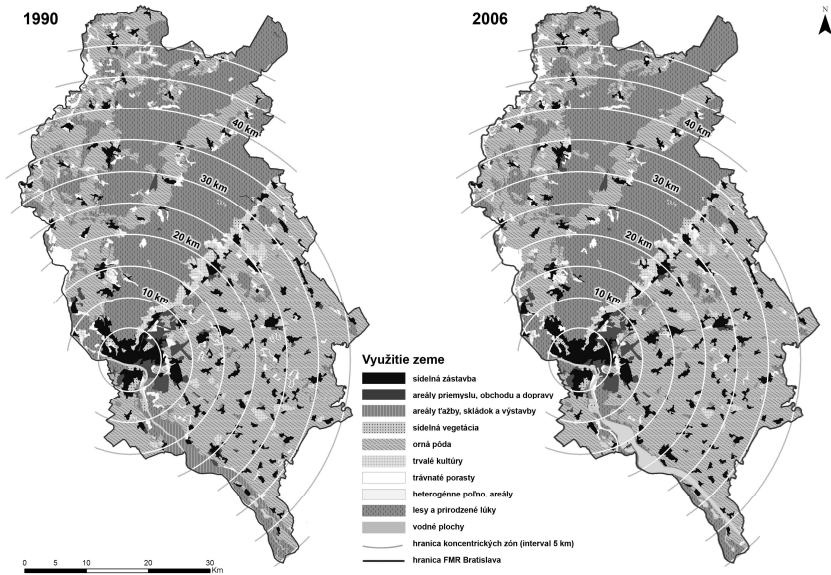 1990
2006
N
40 km
30 km
20 km
10 km
40 km
30 km
20 km
10 km
Využitie zeme
sídelná zástavba
areály priemyslu, obchodu a dopravy
areály ťažby, skládok a výstavby
sídelná vegetácia
orná pôda
trvalé kultúry
trávnaté porasty
heterogénne poľno. areály
lesy a prirodzené lúky
vodné plochy
hranica koncentrických zón (interval 5 km)
hranica FMR Bratislava
0 5 10 20 30
Km